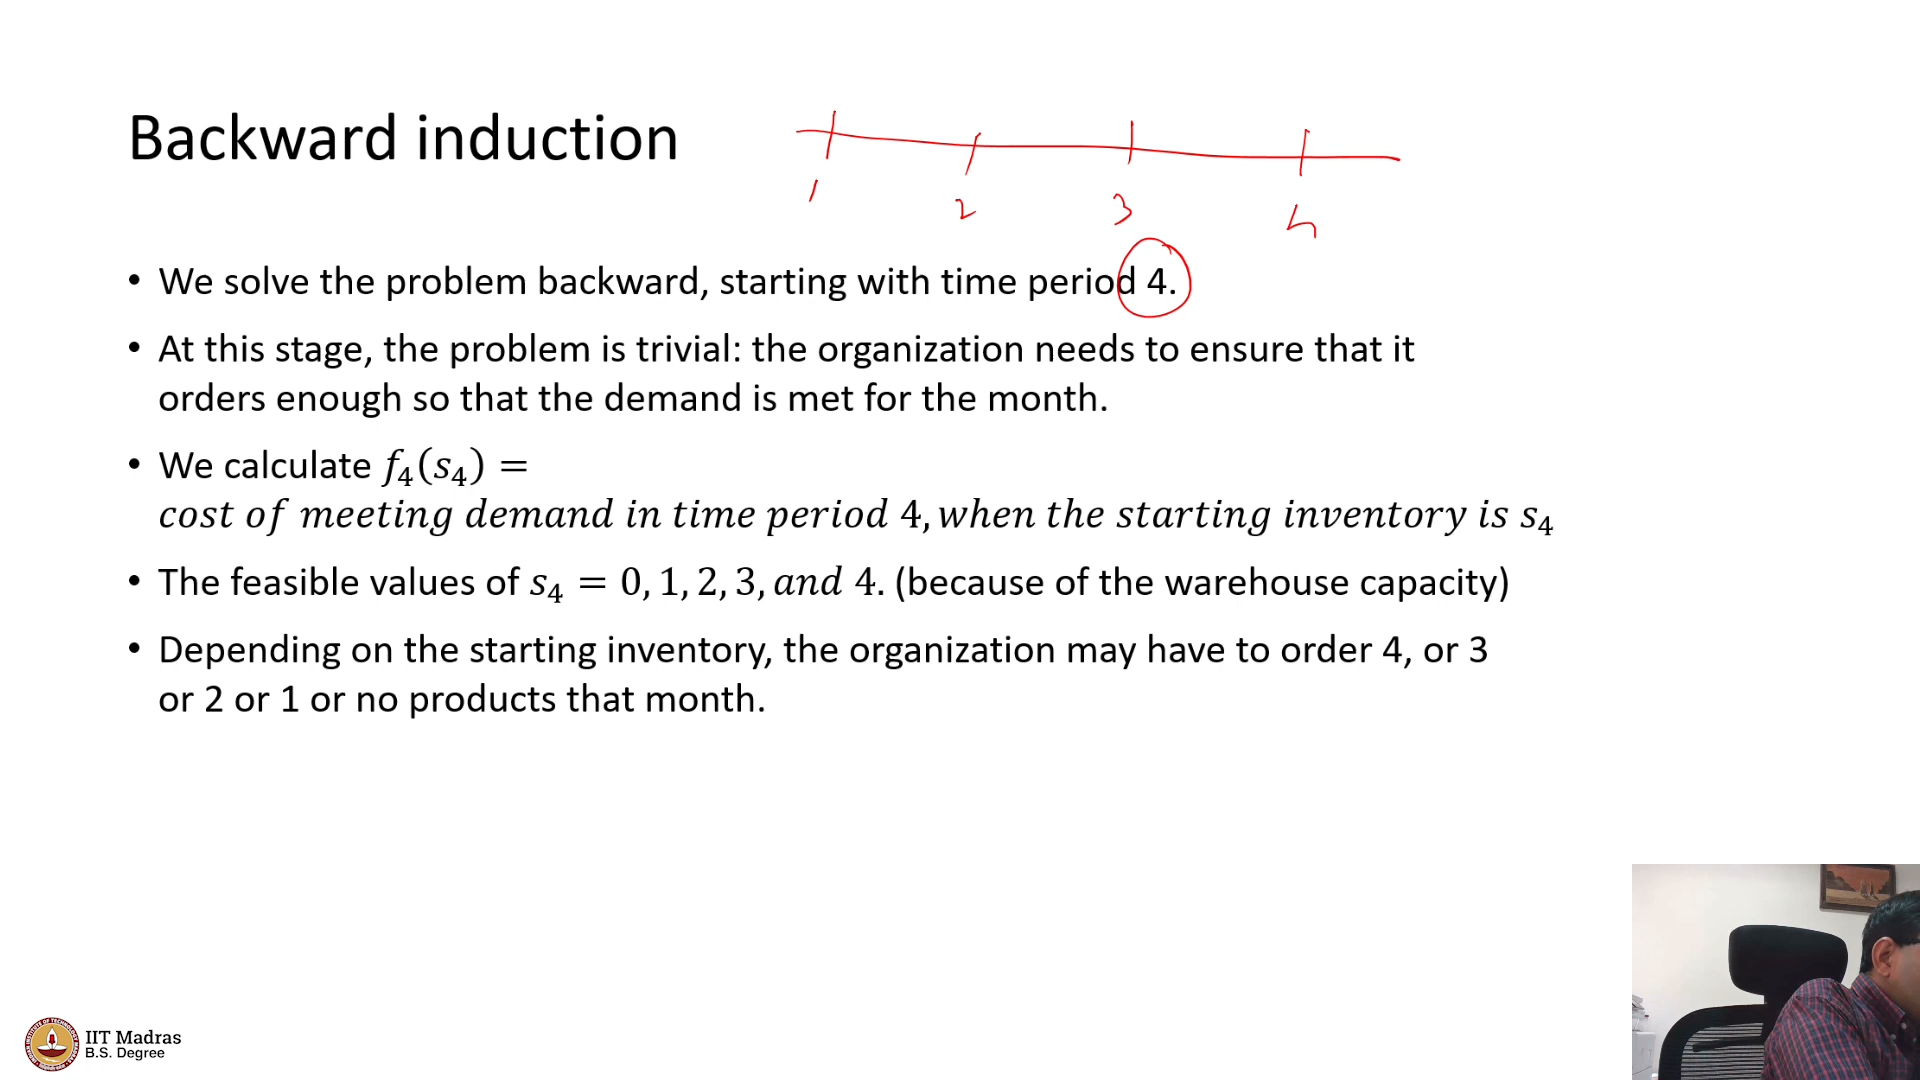 Backward induction
1 2 3 4
• We solve the problem backward, starting with time period 4.
• At this stage, the problem is trivial: the organization needs to ensure that it
orders enough so that the demand is met for the month.
• We calculate f₄(s₄) =
cost of meeting demand in time period 4, when the starting inventory is s₄
• The feasible values of s₄ = 0, 1, 2, 3, and 4. (because of the warehouse capacity)
• Depending on the starting inventory, the organization may have to order 4, or 3
or 2 or 1 or no products that month.
IIT Madras
B.S. Degree